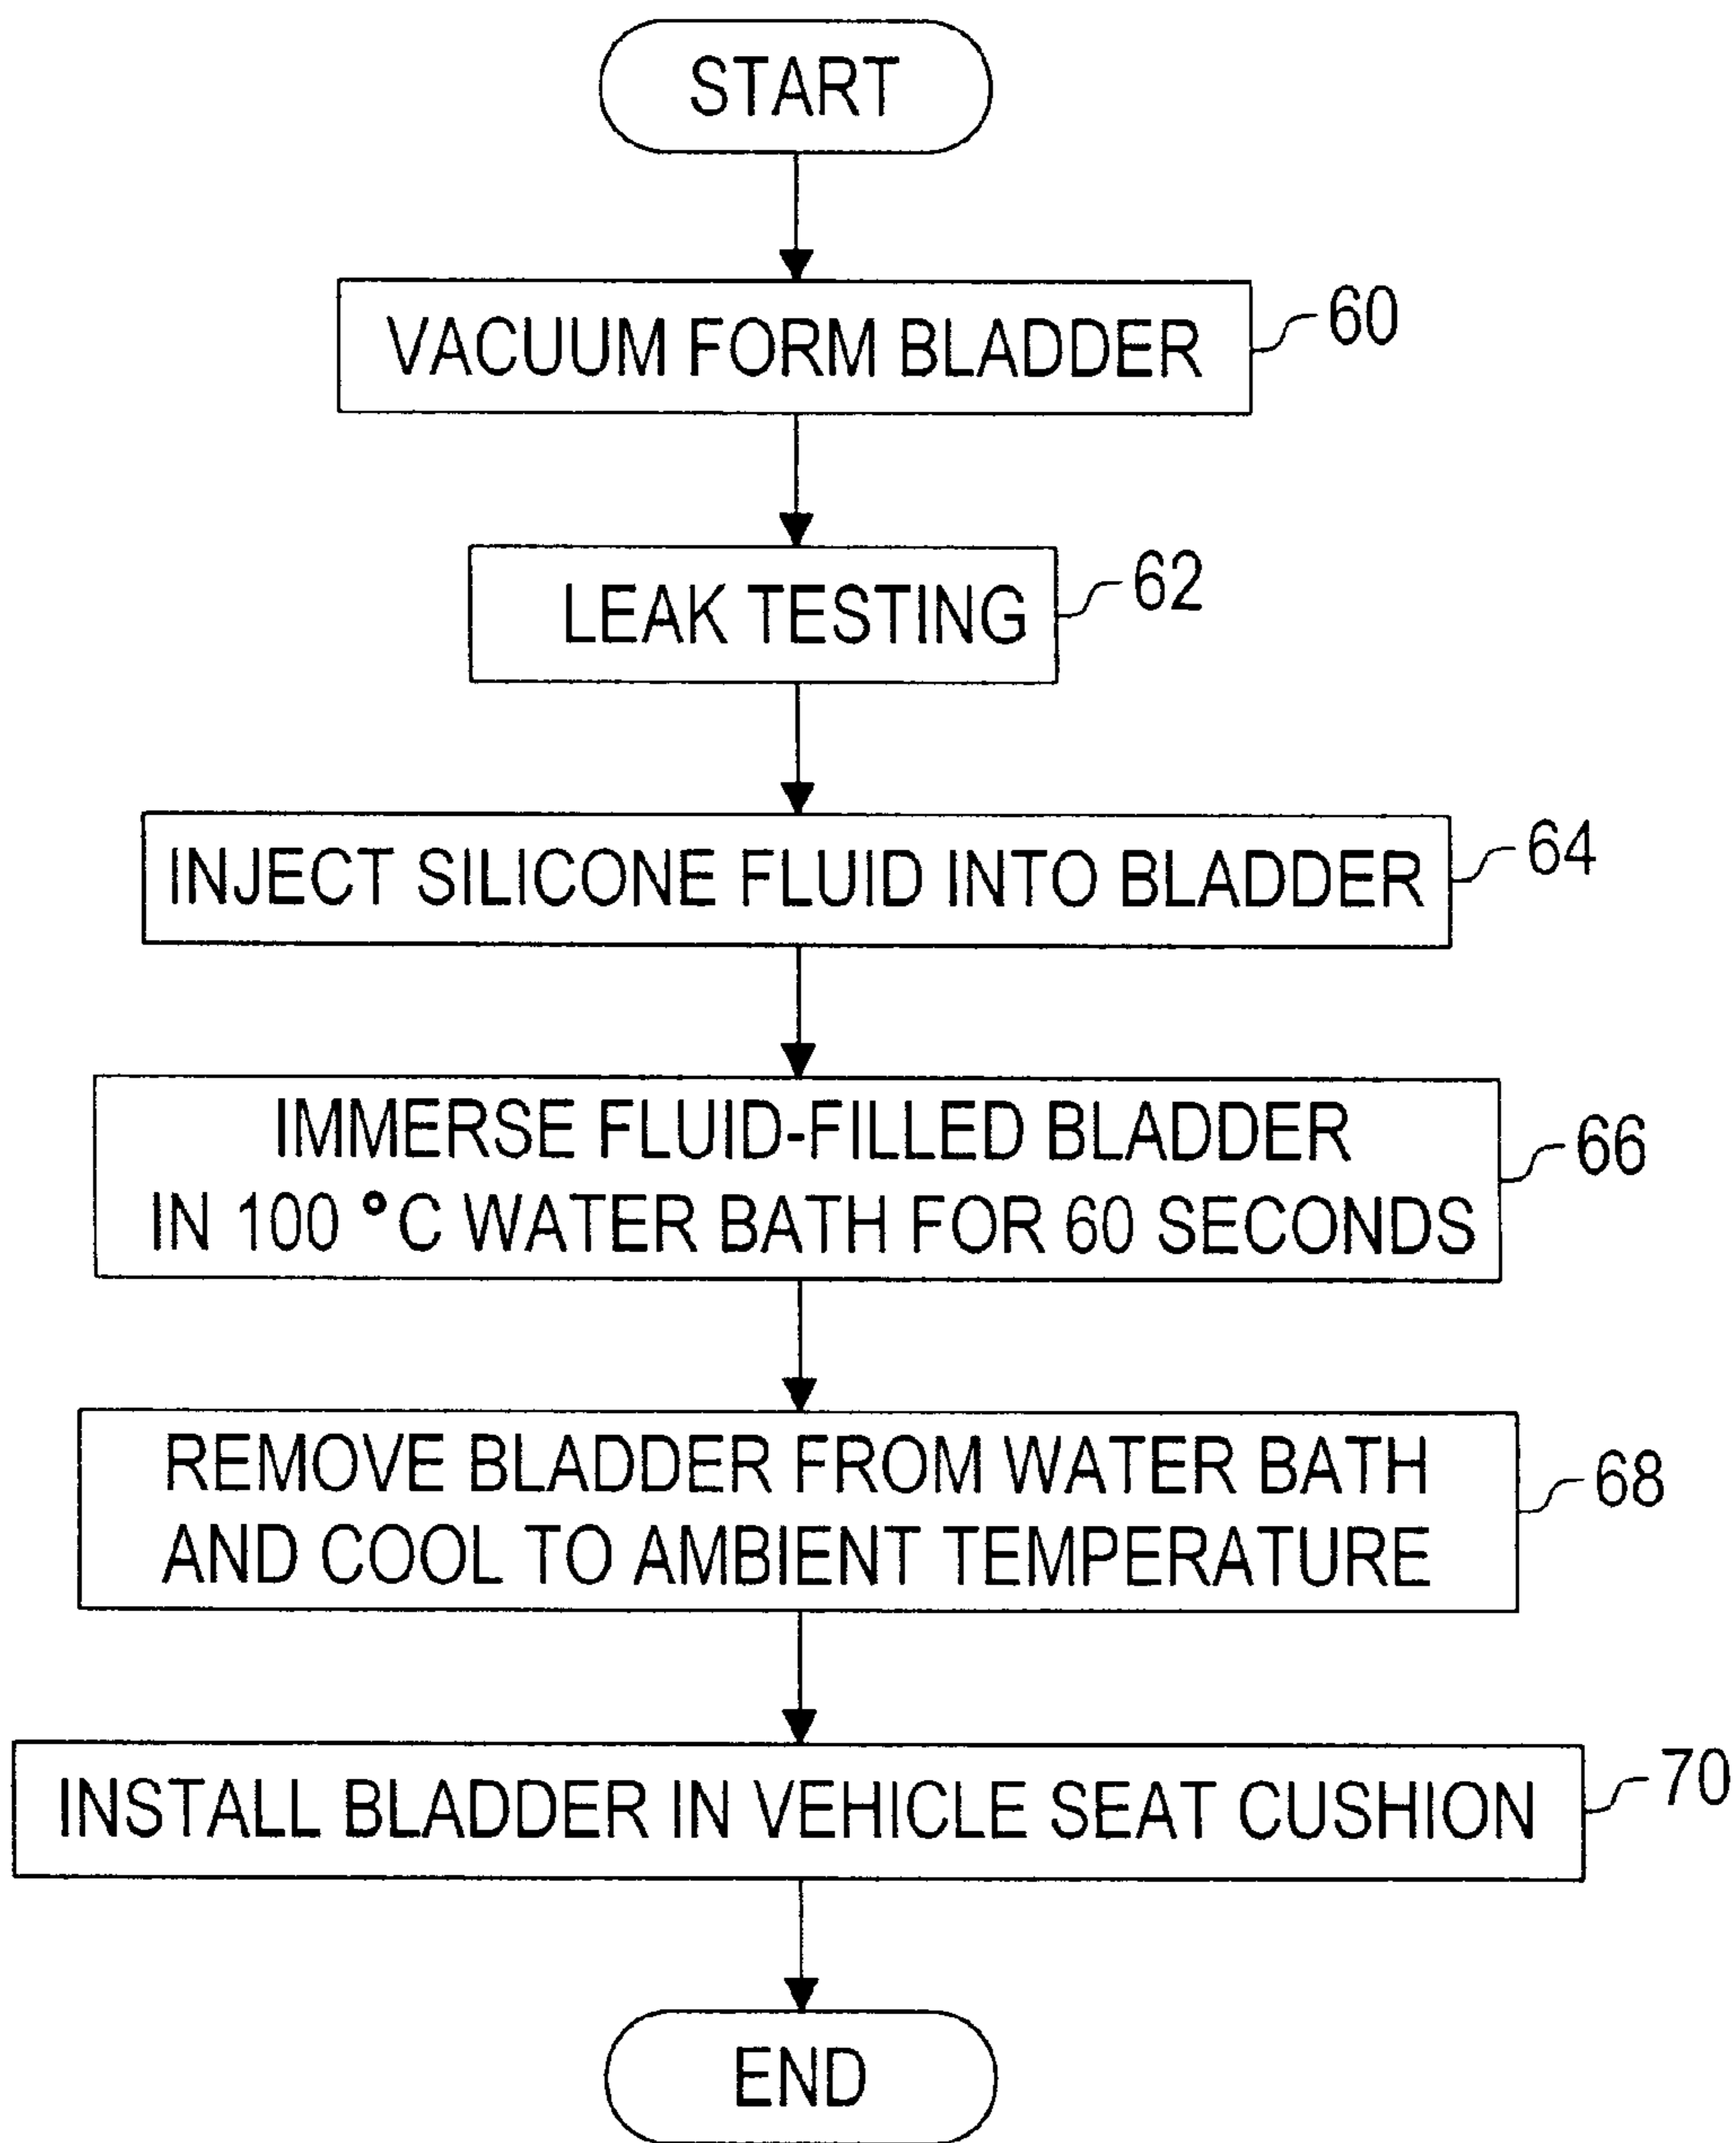 START
VACUUM FORM BLADDER
60
LEAK TESTING
62
INJECT SILICONE FLUID INTO BLADDER
64
IMMERSE FLUID-FILLED BLADDER
IN 100 °C WATER BATH FOR 60 SECONDS
66
REMOVE BLADDER FROM WATER BATH
AND COOL TO AMBIENT TEMPERATURE
68
INSTALL BLADDER IN VEHICLE SEAT CUSHION
70
END